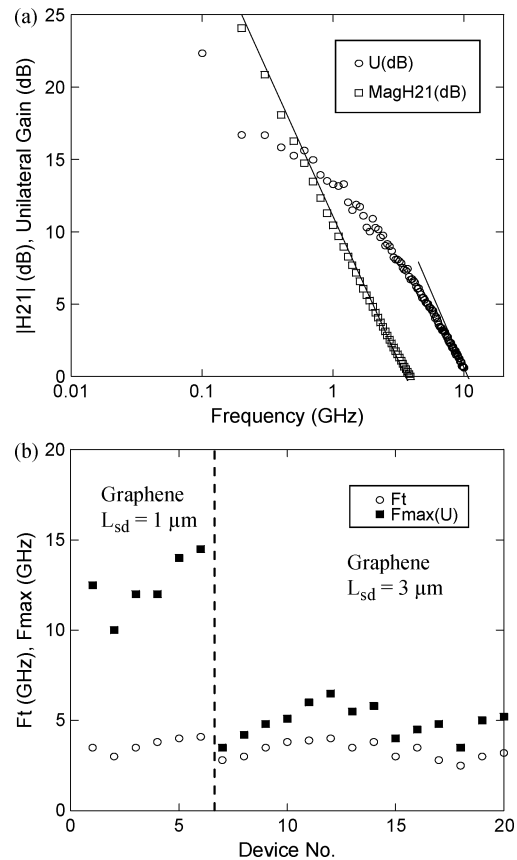 (a)
|H21| (dB), Unilateral Gain (dB)
25
20
15
10
5
0
U(dB)
MagH21(dB)
0.01
0.1
1
10
Frequency (GHz)
(b)
Ft (GHz), Fmax (GHz)
20
15
10
5
0
Graphene
Lsd = 1 μm
Ft
Fmax(U)
Graphene
Lsd = 3 μm
0
5
10
15
20
Device No.